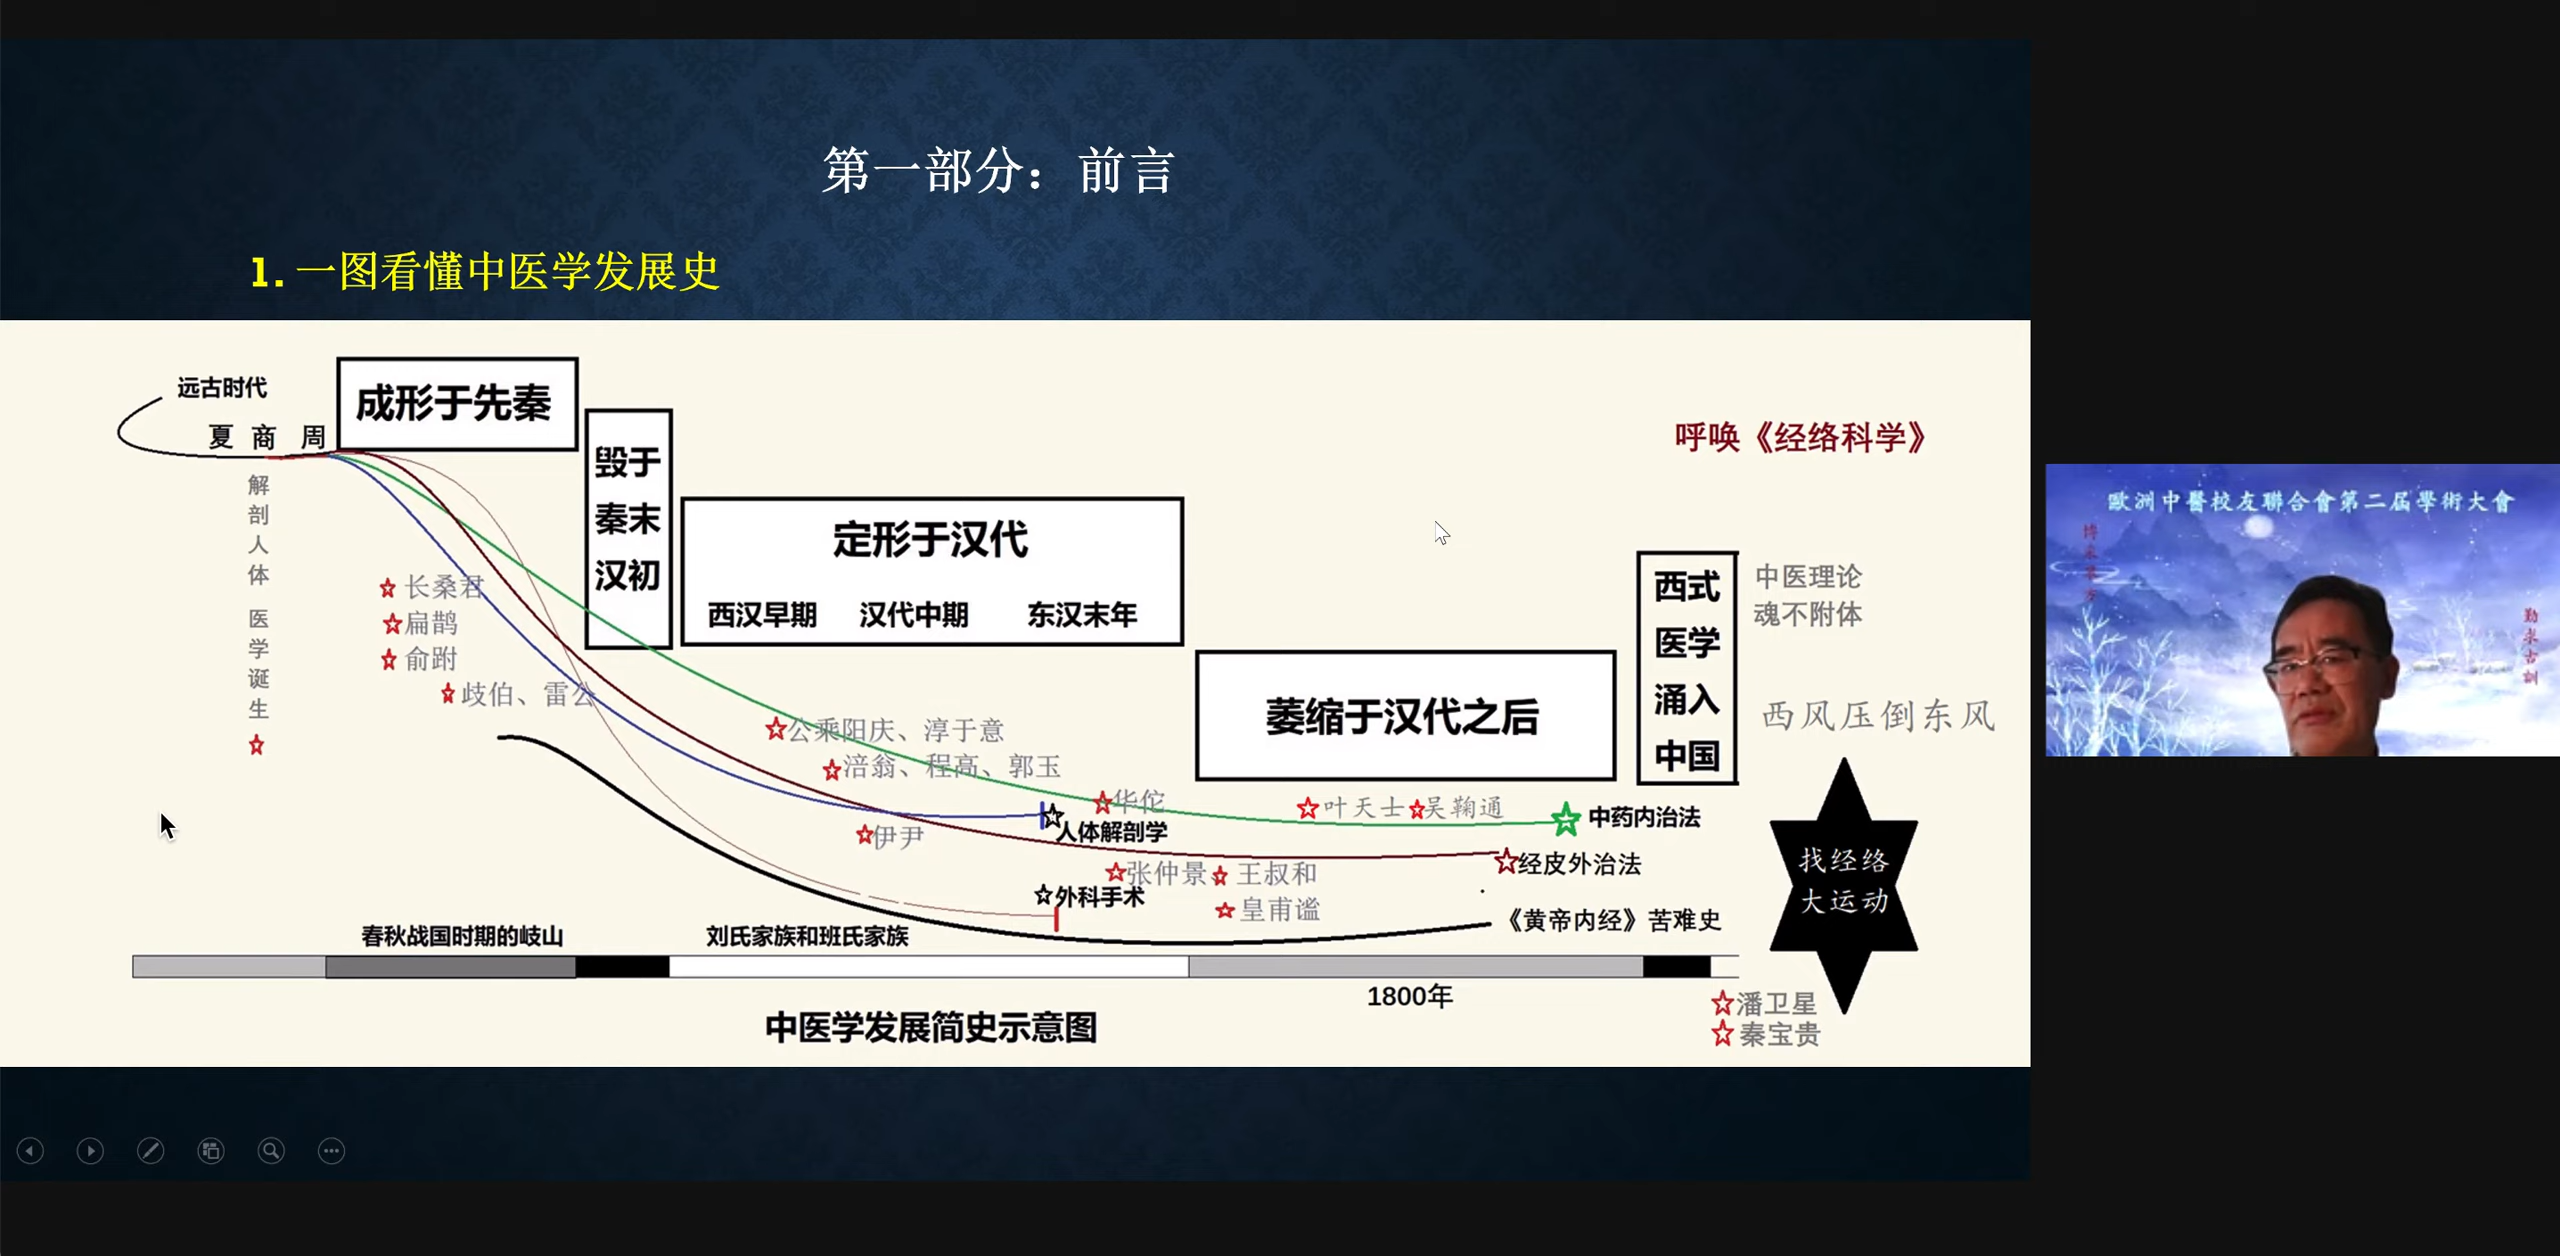 第一部分：前言
1. 一图看懂中医学发展史
远古时代
夏 商 周
成形于先秦
毁于
秦末
汉初
定形于汉代
西汉早期 汉代中期 东汉末年
萎缩于汉代之后
西式
医学
涌入
中国
呼唤《经络科学》
中医理论
魂不附体
西风压倒东风
解剖人体 医学诞生
长桑君
扁鹊
俞跗
歧伯、雷公
公乘阳庆、淳于意
涪翁、程高、郭玉
伊尹
华佗
人体解剖学
张仲景 王叔和
外科手术
皇甫谧
叶天士 吴鞠通
中药内治法
经皮外治法
《黄帝内经》苦难史
找经络
大运动
春秋战国时期的岐山
刘氏家族和班氏家族
1800年
中医学发展简史示意图
潘卫星
秦宝贵
歐洲中醫校友聯合會第二届學術大會
勤求古訓